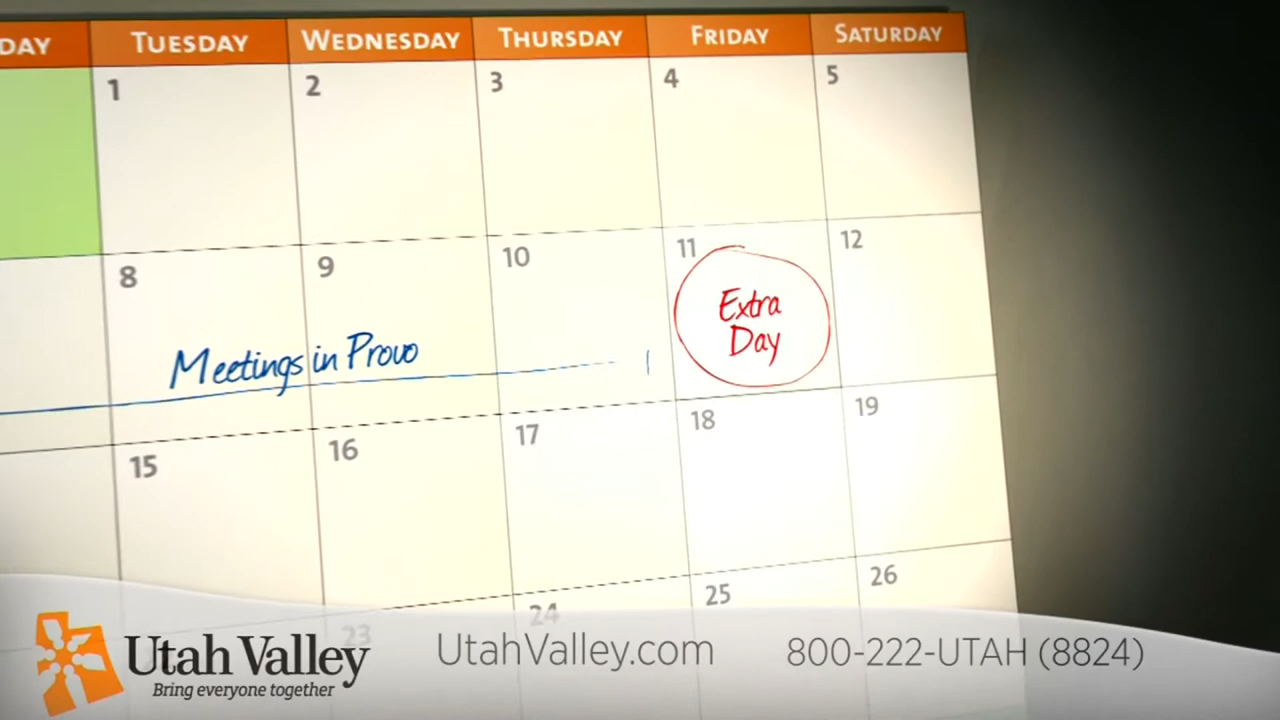 DAY TUESDAY WEDNESDAY THURSDAY FRIDAY SATURDAY
1 2 3 4 5
8 9 10 11 12
Extra
Day
Meetings in Provo
15 16 17 18 19
23 24 25 26
Utah Valley
Bring everyone together
UtahValley.com
800-222-UTAH (8824)